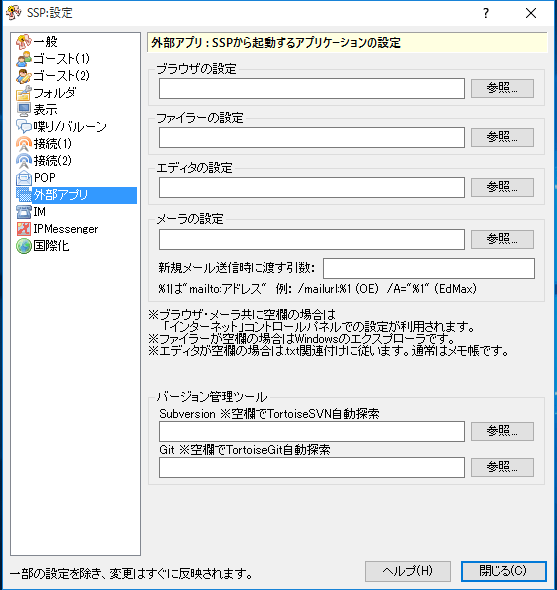 SSP:設定
一般
ゴースト(1)
ゴースト(2)
フォルダ
表示
喋り/バルーン
接続(1)
接続(2)
POP
外部アプリ
IM
IPMessenger
国際化
外部アプリ : SSPから起動するアプリケーションの設定
ブラウザの設定
参照...
ファイラーの設定
参照...
エディタの設定
参照...
メーラの設定
参照...
新規メール送信時に渡す引数:
%1は"mailto:アドレス" 例: /mailurl:%1 (OE) /A="%1" (EdMax)
※ブラウザ・メーラ共に空欄の場合は
「インターネット」コントロールパネルでの設定が利用されます。
※ファイラーが空欄の場合はWindowsのエクスプローラです。
※エディタが空欄の場合は.txt関連付けに従います。通常はメモ帳です。
バージョン管理ツール
Subversion ※空欄でTortoiseSVN自動探索
参照...
Git ※空欄でTortoiseGit自動探索
参照...
一部の設定を除き、変更はすぐに反映されます。
ヘルプ(H)
閉じる(C)